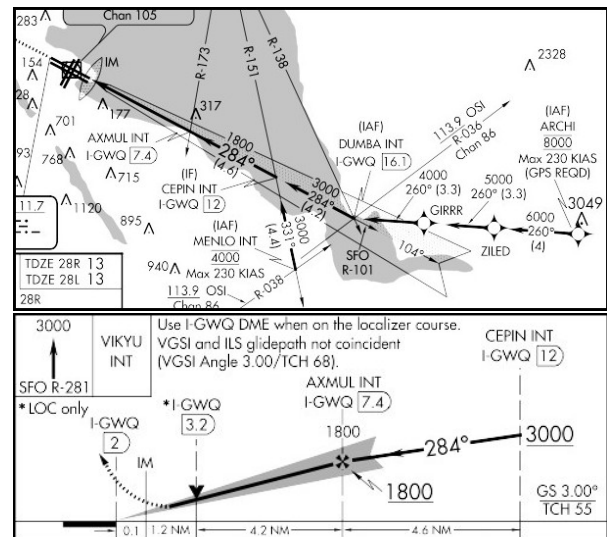 Chan 105
283
154
28
IM
R-173
R-151
R-138
317
177
701
768
93
715
1120
895
940
2328
3049
AXMUL INT
I-GWQ 7.4
1800
284°
(4.6)
(IF)
CEPIN INT
I-GWQ 12
3000
284°
(4.2)
(IAF)
DUMBA INT
I-GWQ 16.1
113.9 OSI
R-036
Chan 86
(IAF)
ARCHI
8000
Max 230 KIAS
(GPS REQD)
4000
260° (3.3)
GIRRR
5000
260° (3.3)
ZILED
6000
260°
(4)
104°
SFO
R-101
(IAF)
MENLO INT
4000
Max 230 KIAS
3000
331°
(4.4)
113.9 OSI
R-038
Chan 86
11.7
TDZE 28R 13
TDZE 28L 13
28R
3000
SFO R-281
VIKYU
INT
Use I-GWQ DME when on the localizer course.
VGSI and ILS glidepath not coincident
(VGSI Angle 3.00/TCH 68).
CEPIN INT
I-GWQ 12
* LOC only
I-GWQ
2
IM
*I-GWQ
3.2
AXMUL INT
I-GWQ 7.4
1800
1800
284°
3000
GS 3.00°
TCH 55
0.1
1.2 NM
4.2 NM
4.6 NM